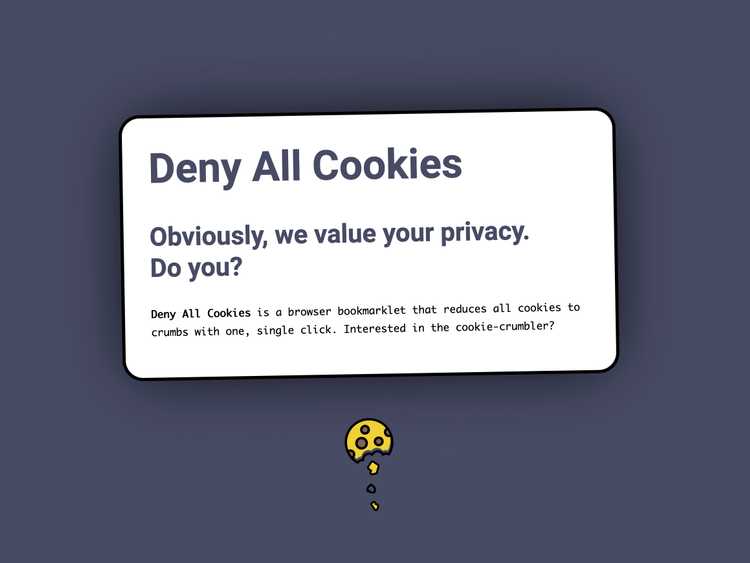 Deny All Cookies
Obviously, we value your privacy.
Do you?
Deny All Cookies is a browser bookmarklet that reduces all cookies to
crumbs with one, single click. Interested in the cookie-crumbler?